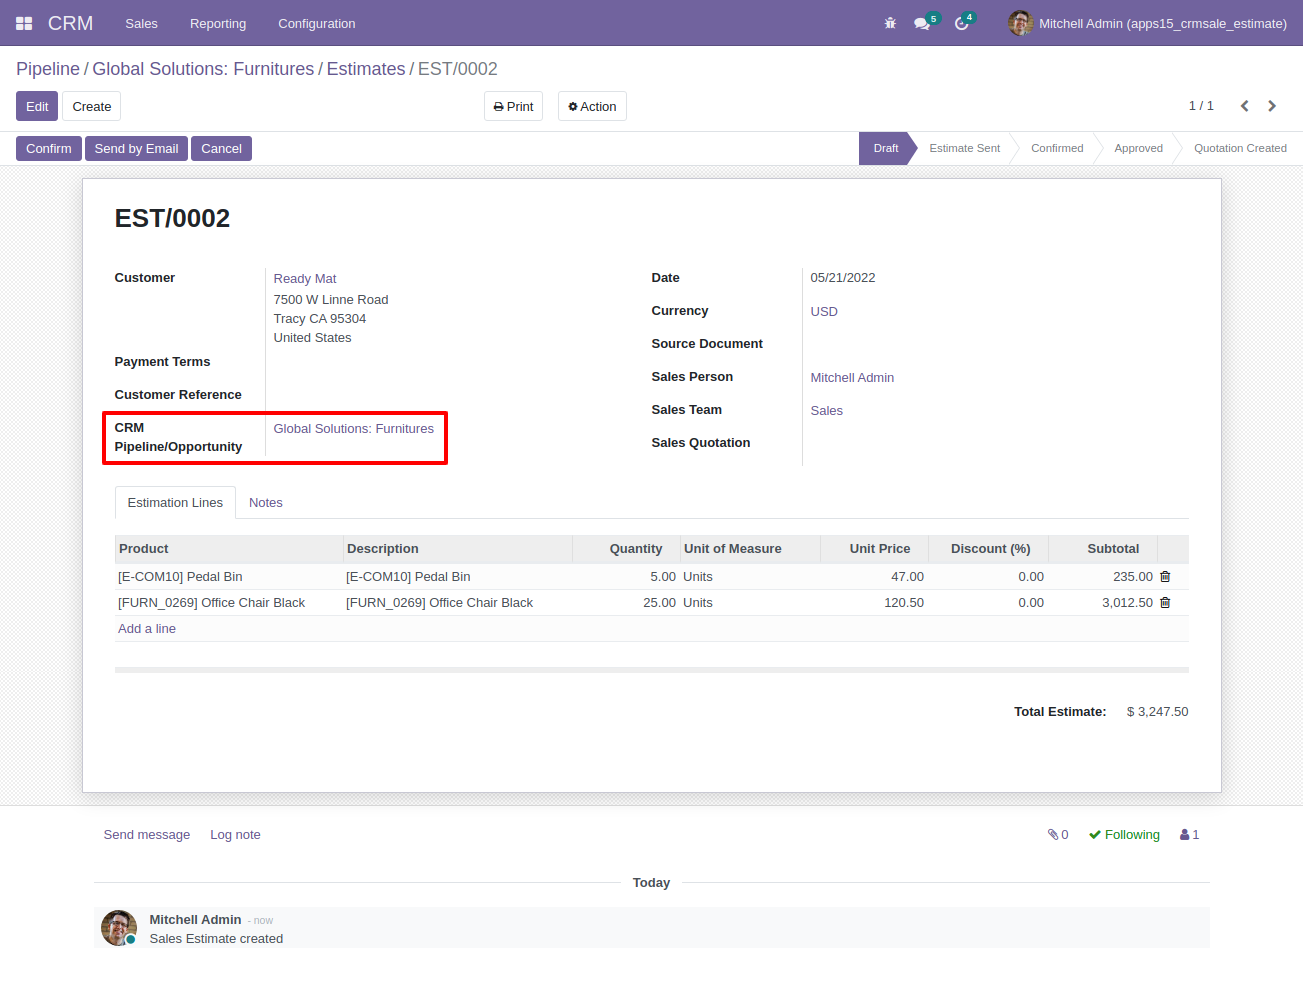 CRM Sales Reporting Configuration 5 4 Mitchell Admin (apps15_crmsale_estimate)
Pipeline / Global Solutions: Furnitures / Estimates / EST/0002
Edit Create Print Action 1 / 1
Confirm Send by Email Cancel Draft Estimate Sent Confirmed Approved Quotation Created
EST/0002
Customer Ready Mat Date 05/21/2022
7500 W Linne Road
Tracy CA 95304 Currency USD
United States
Source Document
Payment Terms
Sales Person Mitchell Admin
Customer Reference
Sales Team Sales
CRM Global Solutions: Furnitures
Pipeline/Opportunity Sales Quotation
Estimation Lines Notes
Product Description Quantity Unit of Measure Unit Price Discount (%) Subtotal
[E-COM10] Pedal Bin [E-COM10] Pedal Bin 5.00 Units 47.00 0.00 235.00
[FURN_0269] Office Chair Black [FURN_0269] Office Chair Black 25.00 Units 120.50 0.00 3,012.50
Add a line
Total Estimate: $ 3,247.50
Send message Log note 0 Following 1
Today
Mitchell Admin - now
Sales Estimate created